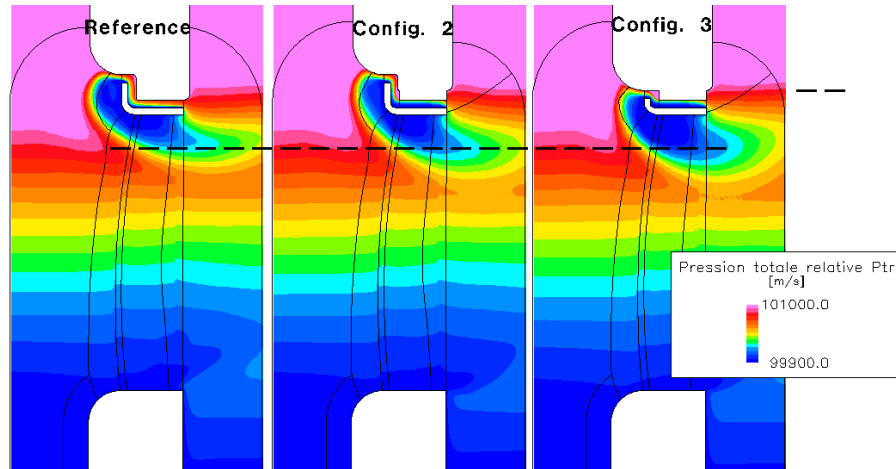 Reference
Config. 2
Config. 3
Pression totale relative Ptr
[m/s]
101000.0
99900.0